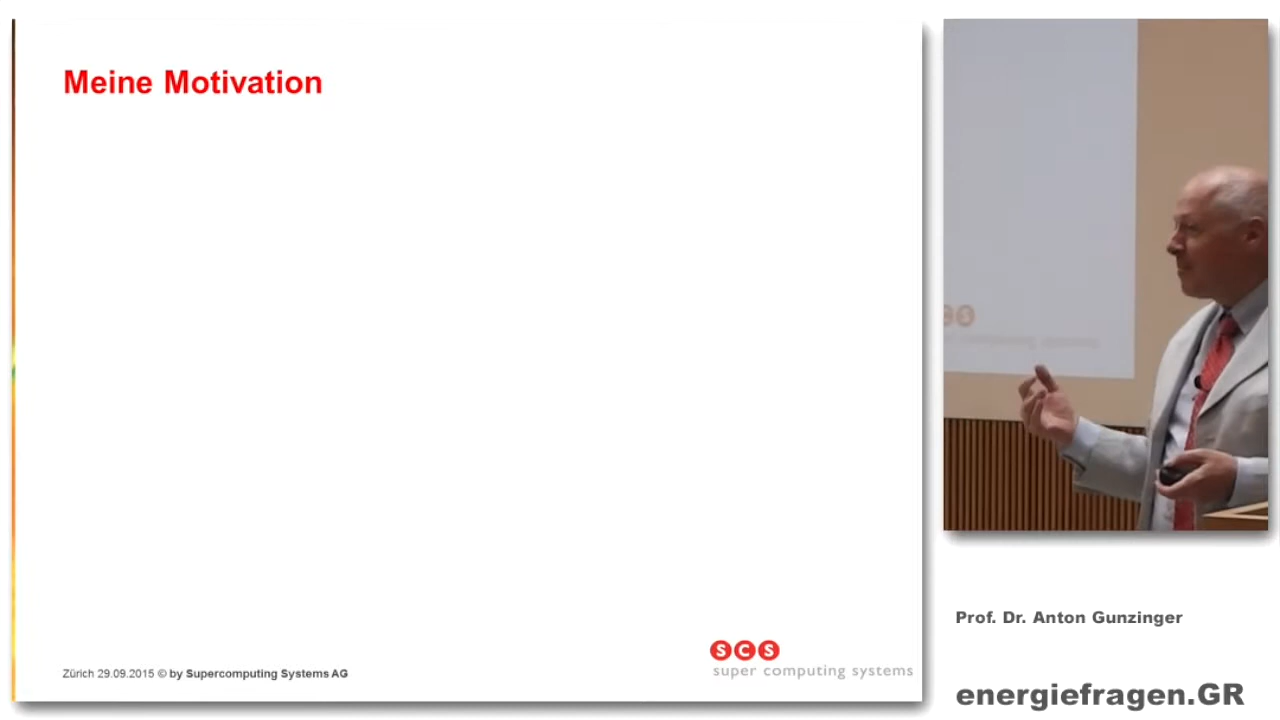 Meine Motivation
Zürich 29.09.2015 © by Supercomputing Systems AG
SCS
super computing systems
Prof. Dr. Anton Gunzinger
energiefragen.GR